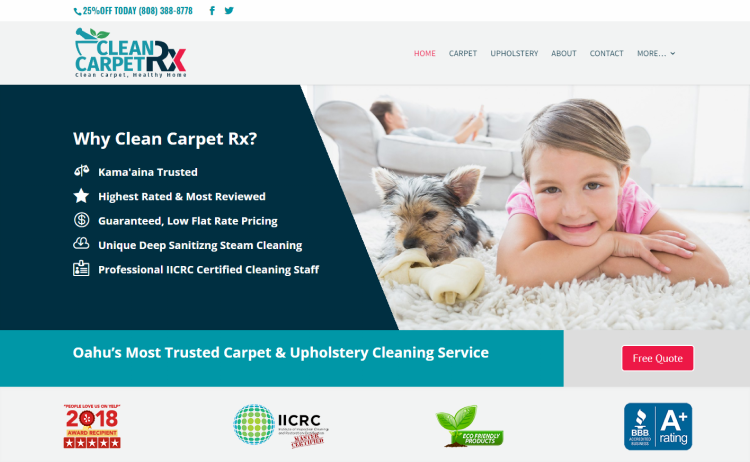 25%OFF TODAY (808) 388-8778
CLEAN
CARPET RX
Clean Carpet, Healthy Home
HOME CARPET UPHOLSTERY ABOUT CONTACT MORE...
Why Clean Carpet Rx?
Kama'aina Trusted
Highest Rated & Most Reviewed
Guaranteed, Low Flat Rate Pricing
Unique Deep Sanitizng Steam Cleaning
Professional IICRC Certified Cleaning Staff
Oahu's Most Trusted Carpet & Upholstery Cleaning Service
Free Quote
"PEOPLE LOVE US ON YELP"
2018
AWARD RECIPIENT
IICRC
MASTER
CERTIFIED
ECO FRIENDLY
PRODUCTS
BBB
ACCREDITED
BUSINESS
A+
rating